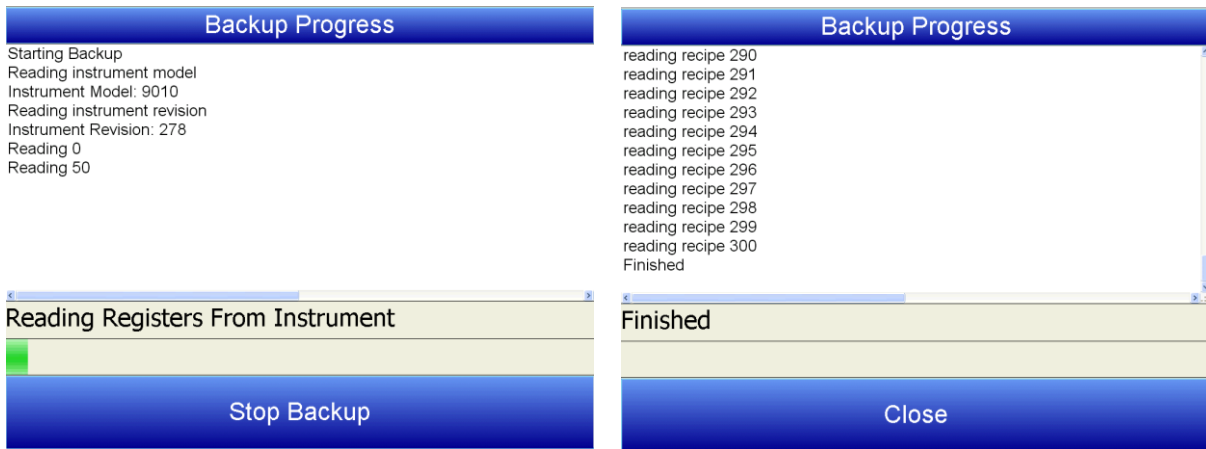 Backup Progress
Starting Backup
Reading instrument model
Instrument Model: 9010
Reading instrument revision
Instrument Revision: 278
Reading 0
Reading 50
Reading Registers From Instrument
Stop Backup
Backup Progress
reading recipe 290
reading recipe 291
reading recipe 292
reading recipe 293
reading recipe 294
reading recipe 295
reading recipe 296
reading recipe 297
reading recipe 298
reading recipe 299
reading recipe 300
Finished
Finished
Close